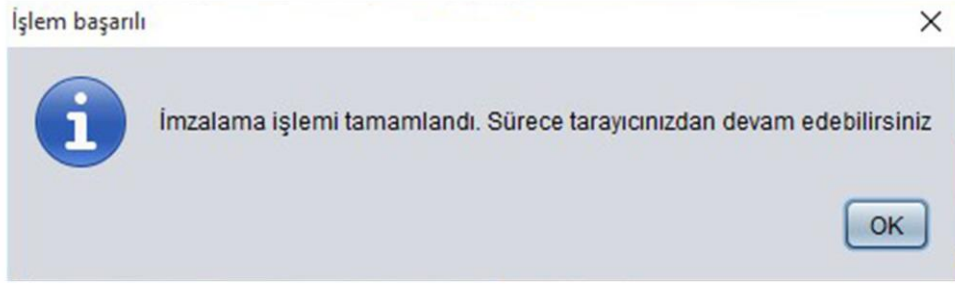 İşlem başarılı
İmzalama işlemi tamamlandı. Sürece tarayıcınızdan devam edebilirsiniz
OK